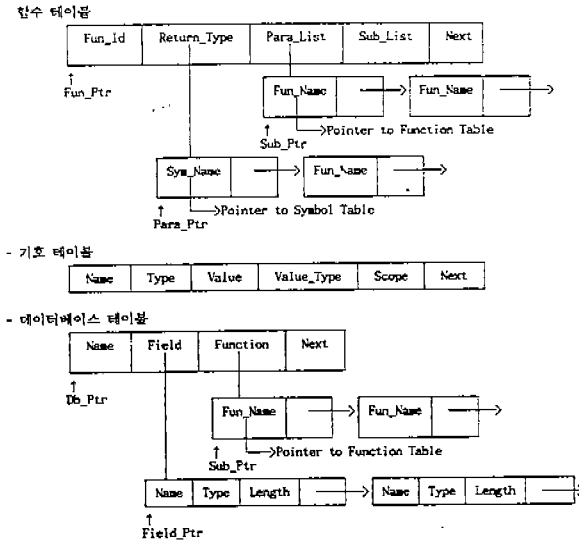 함수 테이블
Fun_Id Return_Type Para_List Sub_List Next
Fun_Ptr
Fun_Name Fun_Name
Pointer to Function Table
Sub_Ptr
Sym_Name Fun_Name
Pointer to Symbol Table
Para_Ptr
- 기호 테이블
Name Type Value Value_Type Scope Next
- 데이터베이스 테이블
Name Field Function Next
Db_Ptr
Fun_Name Fun_Name
Pointer to Function Table
Sub_Ptr
Name Type Length Name Type Length
Field_Ptr